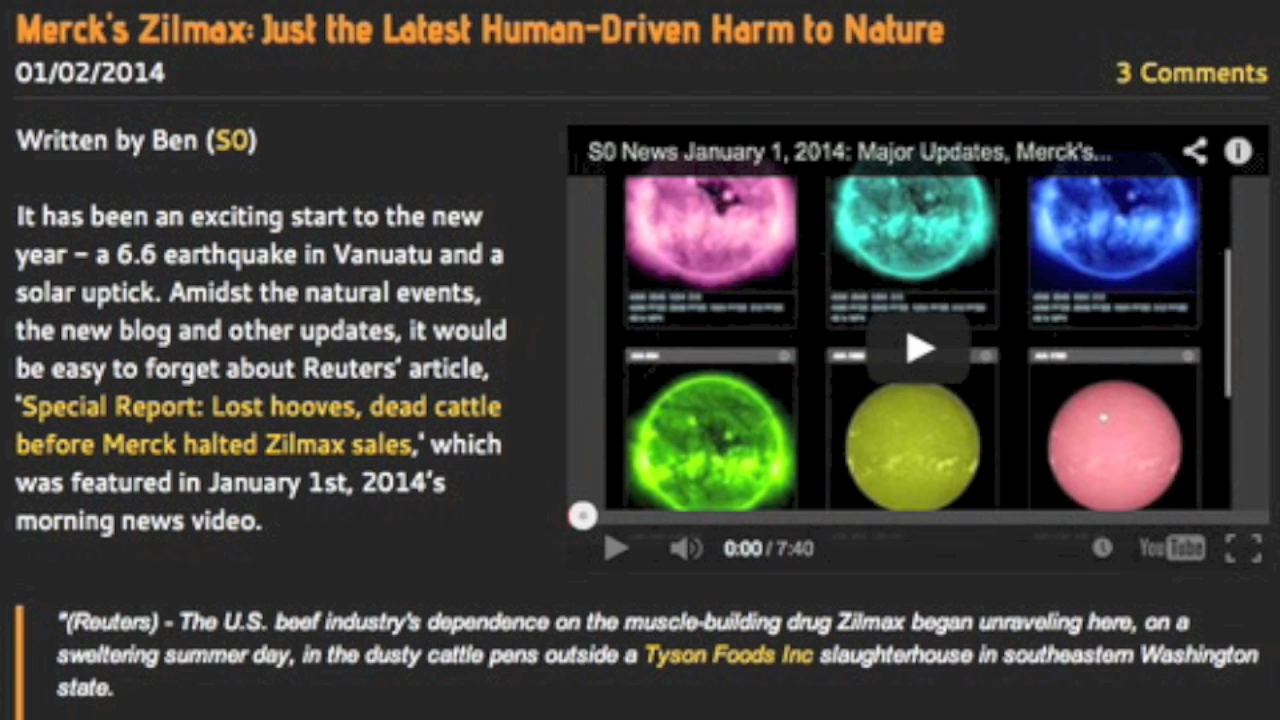 Merck's Zilmax: Just the Latest Human-Driven Harm to Nature
01/02/2014
3 Comments
Written by Ben (S0)
It has been an exciting start to the new
year – a 6.6 earthquake in Vanuatu and a
solar uptick. Amidst the natural events,
the new blog and other updates, it would
be easy to forget about Reuters' article,
'Special Report: Lost hooves, dead cattle
before Merck halted Zilmax sales,' which
was featured in January 1st, 2014's
morning news video.
S0 News January 1, 2014: Major Updates, Merck's...
0:00 / 7:40
YouTube
"(Reuters) - The U.S. beef industry's dependence on the muscle-building drug Zilmax began unraveling here, on a
sweltering summer day, in the dusty cattle pens outside a Tyson Foods Inc slaughterhouse in southeastern Washington
state.